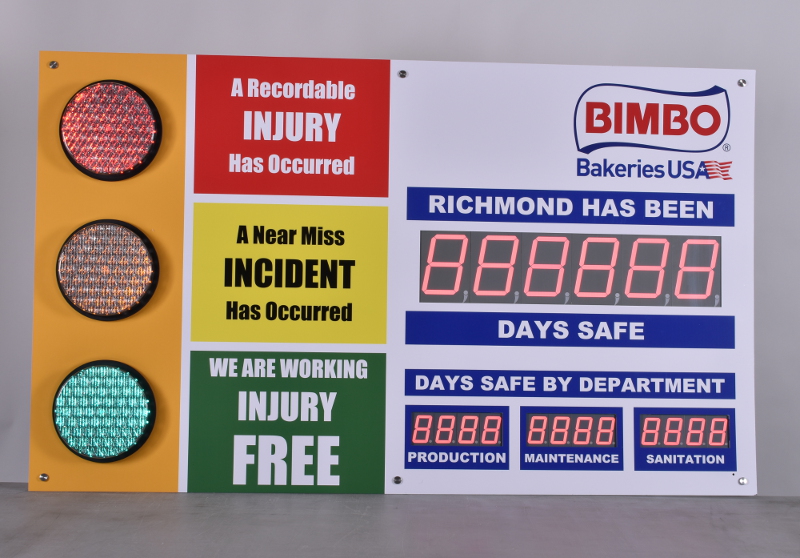 A Recordable
INJURY
Has Occurred
A Near Miss
INCIDENT
Has Occurred
WE ARE WORKING
INJURY
FREE
BIMBO®
Bakeries USA
RICHMOND HAS BEEN
888888
DAYS SAFE
DAYS SAFE BY DEPARTMENT
8888
PRODUCTION
8888
MAINTENANCE
8888
SANITATION